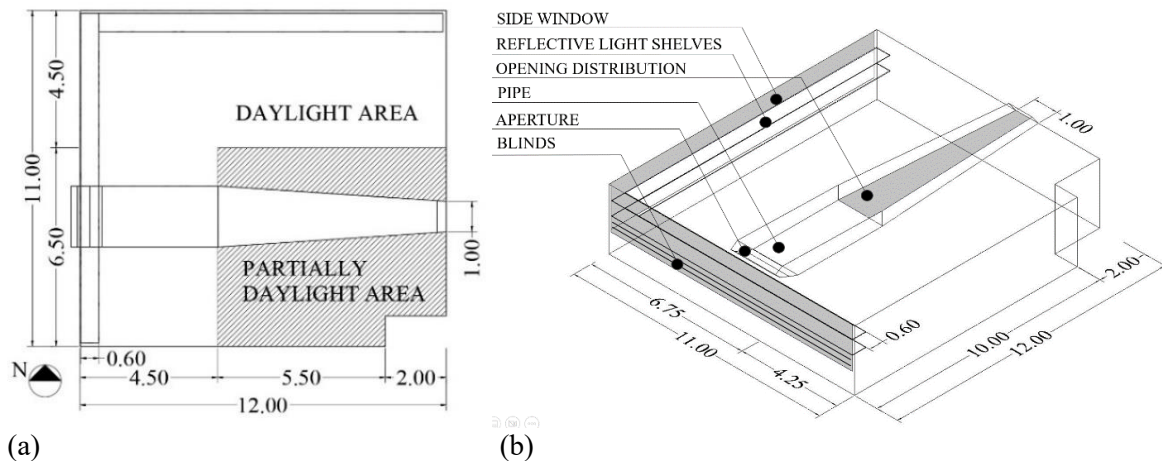 4.50
DAYLIGHT AREA
11.00
6.50
1.00
PARTIALLY
DAYLIGHT AREA
N
0.60
4.50
5.50
2.00
12.00
(a)
SIDE WINDOW
REFLECTIVE LIGHT SHELVES
OPENING DISTRIBUTION
PIPE
APERTURE
BLINDS
1.00
2.00
0.60
6.75
10.00
11.00
12.00
4.25
(b)